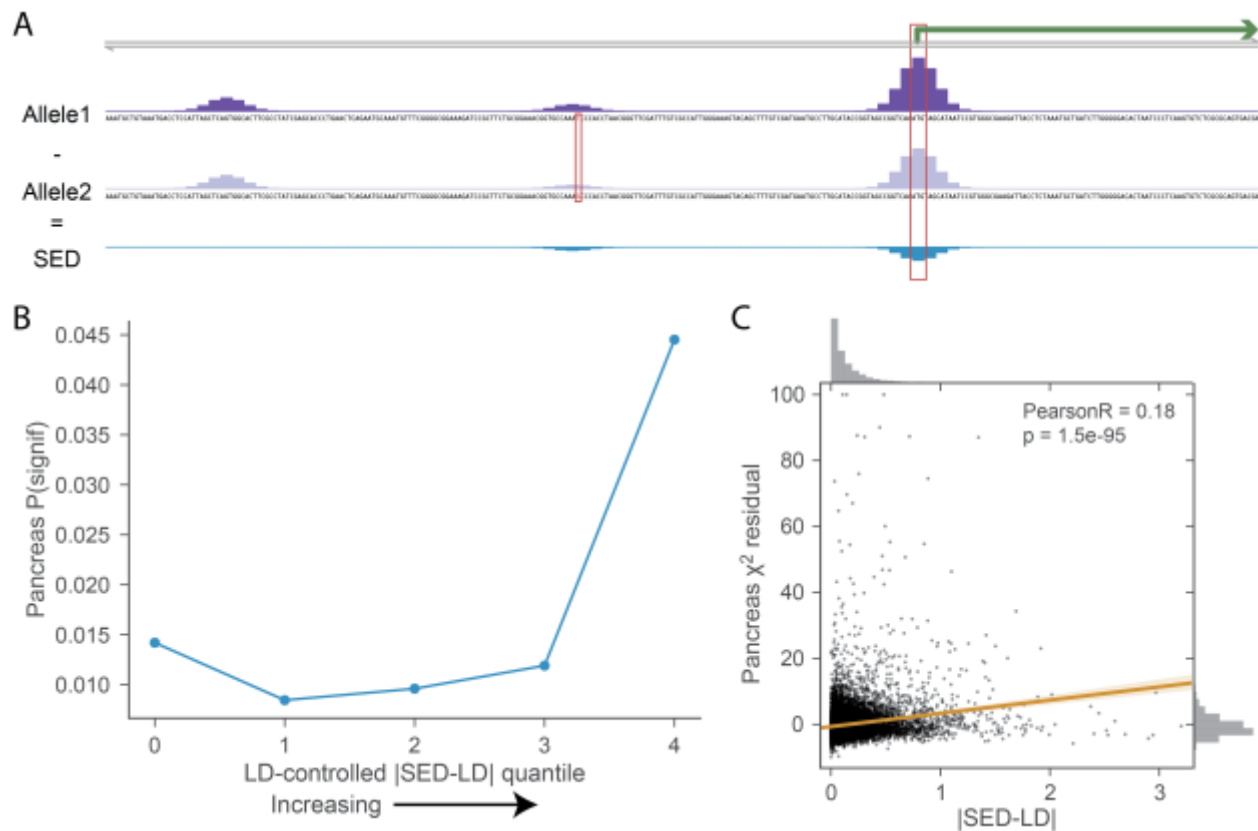 A
Allele1
-
Allele2
=
SED
B
Pancreas P(signif)
0.045
0.040
0.035
0.030
0.025
0.020
0.015
0.010
0
1
2
3
4
LD-controlled |SED-LD| quantile
Increasing
C
PearsonR = 0.18
p = 1.5e-95
Pancreas χ² residual
100
80
60
40
20
0
0
1
2
3
|SED-LD|